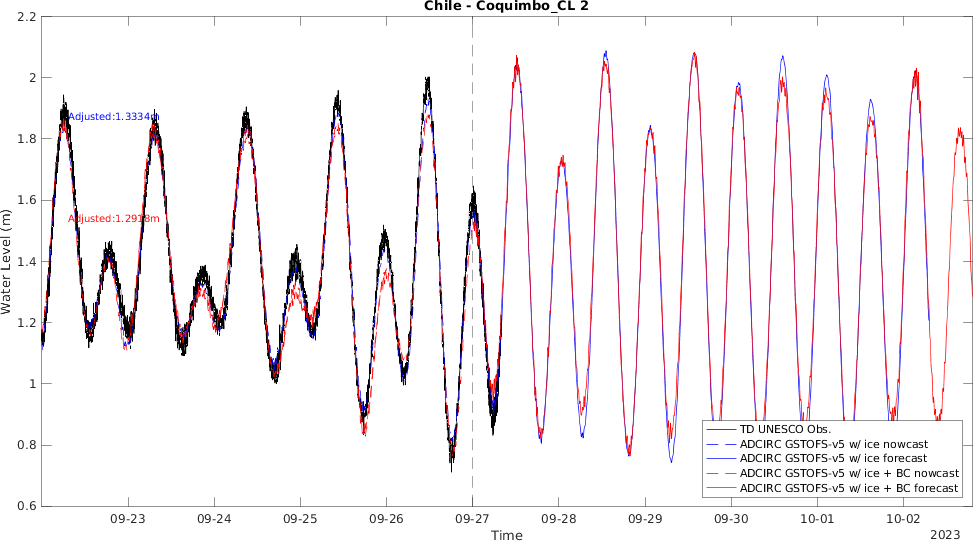 Chile - Coquimbo_CL 2
2.2
2
1.8
1.6
1.4
1.2
1
0.8
0.6
Water Level (m)
Adjusted:1.3334m
Adjusted:1.2918m
TD UNESCO Obs.
ADCIRC GSTOFS-v5 w/ ice nowcast
ADCIRC GSTOFS-v5 w/ ice forecast
ADCIRC GSTOFS-v5 w/ ice + BC nowcast
ADCIRC GSTOFS-v5 w/ ice + BC forecast
09-23 09-24 09-25 09-26 09-27 09-28 09-29 09-30 10-01 10-02
Time
2023